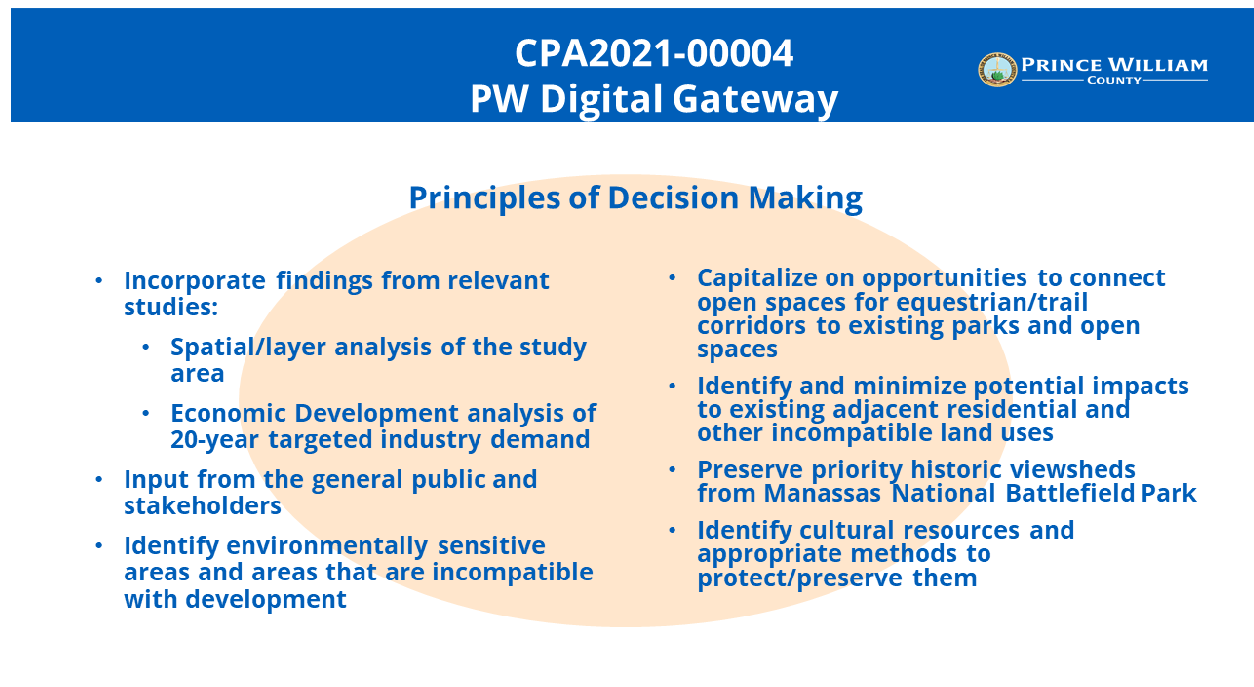 CPA2021-00004
PW Digital Gateway
PRINCE WILLIAM
COUNTY
Principles of Decision Making
• Incorporate findings from relevant
studies:
• Spatial/layer analysis of the study
area
• Economic Development analysis of
20-year targeted industry demand
• Input from the general public and
stakeholders
• Identify environmentally sensitive
areas and areas that are incompatible
with development
• Capitalize on opportunities to connect
open spaces for equestrian/trail
corridors to existing parks and open
spaces
• Identify and minimize potential impacts
to existing adjacent residential and
other incompatible land uses
• Preserve priority historic viewsheds
from Manassas National Battlefield Park
• Identify cultural resources and
appropriate methods to
protect/preserve them